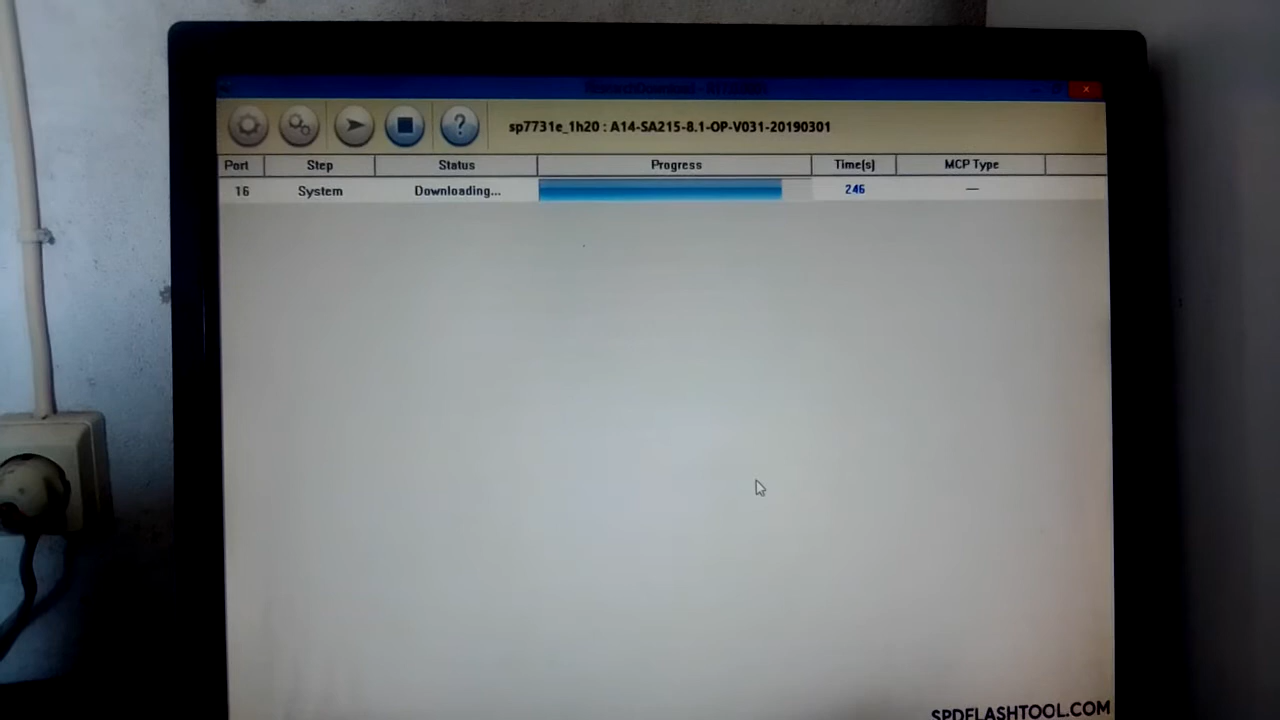 sp7731e_1h20 : A14-SA215-8.1-OP-V031-20190301
Port Step Status Progress Time(s) MCP Type
16 System Downloading... 246 —
SPDFLASHTOOL.COM